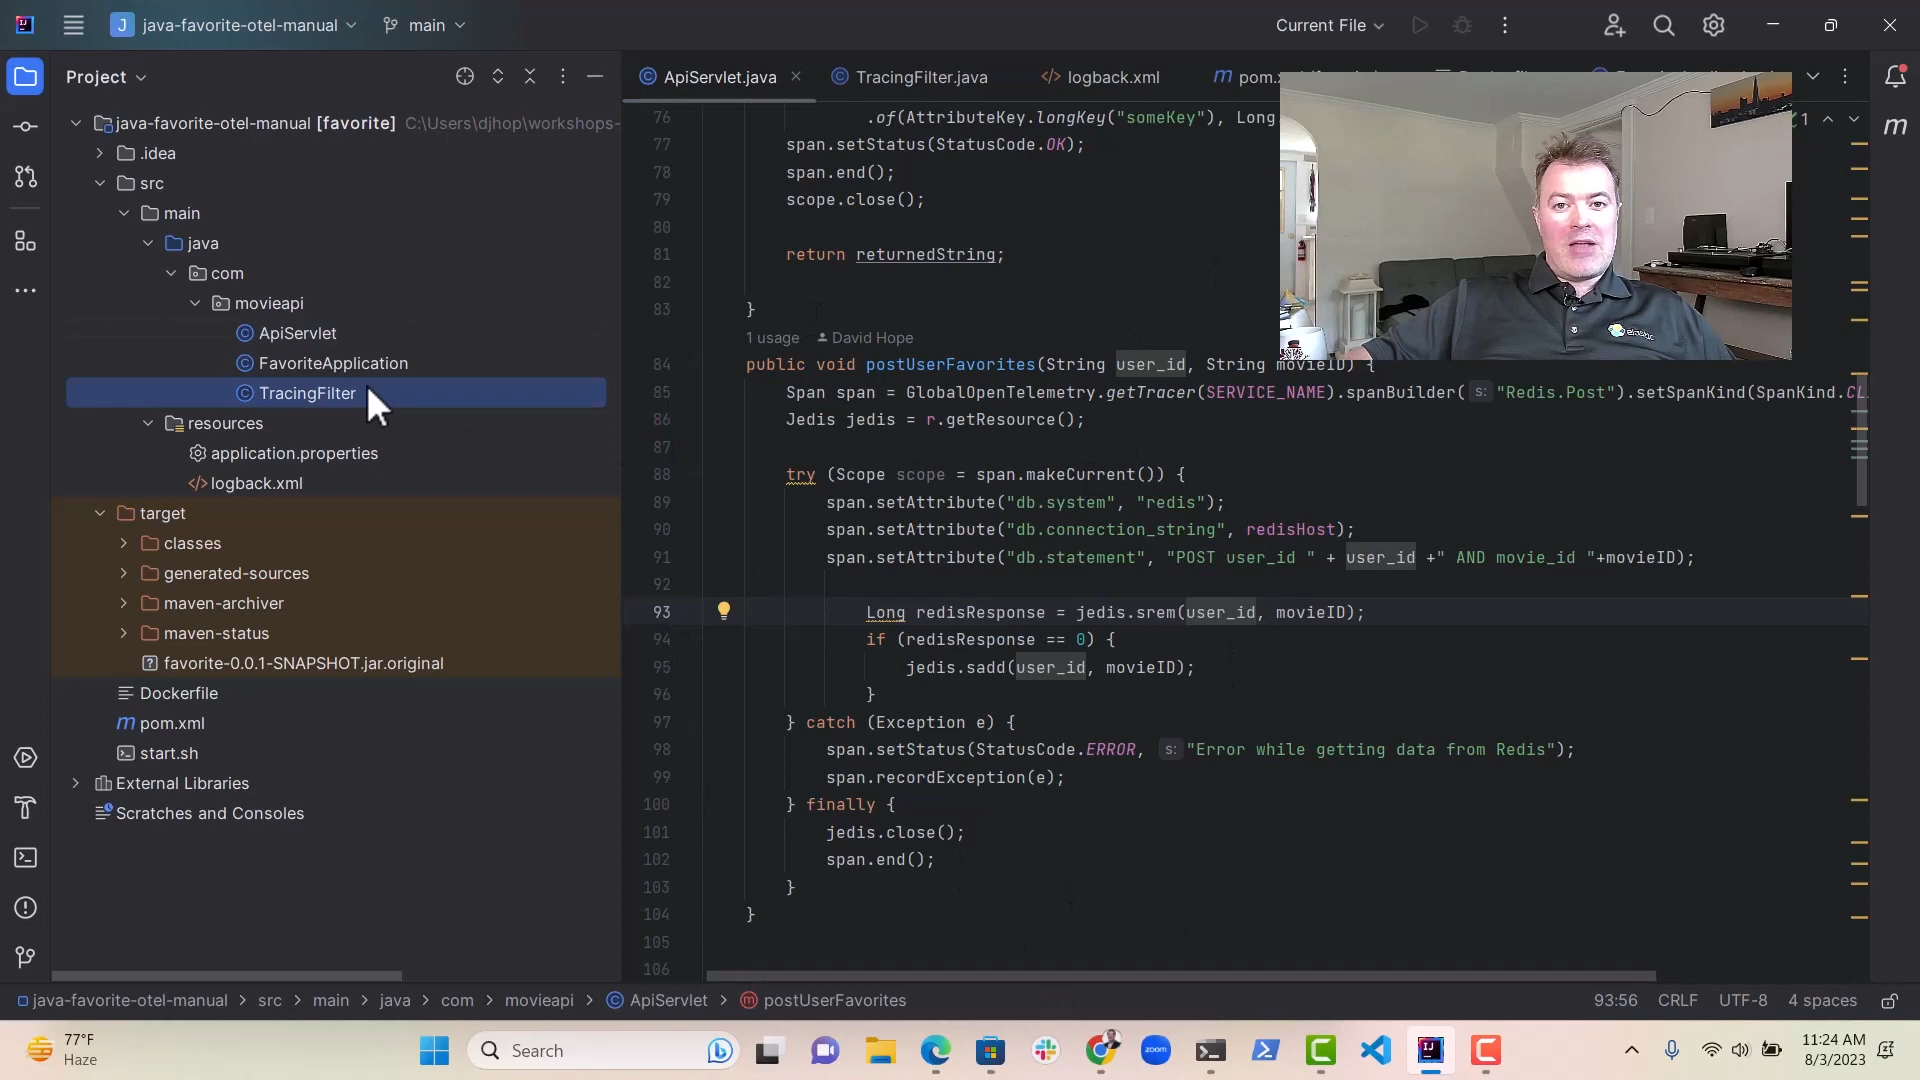 java-favorite-otel-manual
main
Current File
Project
ApiServlet.java
TracingFilter.java
logback.xml
java-favorite-otel-manual [favorite] C:\Users\djhop\workshops-
.idea
src
main
java
com
movieapi
ApiServlet
FavoriteApplication
TracingFilter
resources
application.properties
logback.xml
target
classes
generated-sources
maven-archiver
maven-status
favorite-0.0.1-SNAPSHOT.jar.original
Dockerfile
pom.xml
start.sh
External Libraries
Scratches and Consoles
76 .of(AttributeKey.longKey("someKey"), Long.
77 span.setStatus(StatusCode.OK);
78 span.end();
79 scope.close();
80
81 return returnedString;
82
83 }
1 usage David Hope
84 public void postUserFavorites(String user_id, String movieID) {
85 Span span = GlobalOpenTelemetry.getTracer(SERVICE_NAME).spanBuilder( s: "Redis.Post").setSpanKind(SpanKind.CL
86 Jedis jedis = r.getResource();
87
88 try (Scope scope = span.makeCurrent()) {
89 span.setAttribute("db.system", "redis");
90 span.setAttribute("db.connection_string", redisHost);
91 span.setAttribute("db.statement", "POST user_id " + user_id +" AND movie_id "+movieID);
92
93 Long redisResponse = jedis.srem(user_id, movieID);
94 if (redisResponse == 0) {
95 jedis.sadd(user_id, movieID);
96 }
97 } catch (Exception e) {
98 span.setStatus(StatusCode.ERROR, s: "Error while getting data from Redis");
99 span.recordException(e);
100 } finally {
101 jedis.close();
102 span.end();
103 }
104 }
105
106
elastic
java-favorite-otel-manual > src > main > java > com > movieapi > ApiServlet > postUserFavorites
93:56 CRLF UTF-8 4 spaces
77°F
Haze
Search
zoom
11:24 AM
8/3/2023